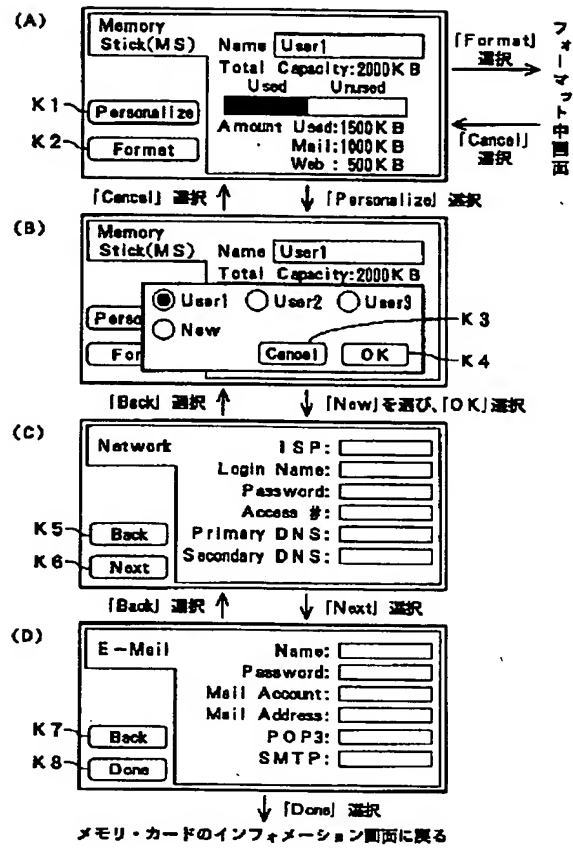 (A)
Memory
Stick(MS)
Name User1
Total Capacity:2000KB
Used Unused
Amount Used:1500KB
Mail:1000KB
Web : 500KB
K1
Personalize
K2
Format
「Format」
選択
「Cancel」
選択
フォーマット中画面
「Cancel」 選択
「Personalize」 選択
(B)
Memory
Stick(MS)
Name User1
Total Capacity:2000KB
User1 User2 User3
New
Perso
For
Cancel
OK
K3
K4
「Back」 選択
「New」を選び、「OK」選択
(C)
Network
ISP:
Login Name:
Password:
Access #:
Primary DNS:
Secondary DNS:
K5
Back
K6
Next
「Back」 選択
「Next」 選択
(D)
E-Mail
Name:
Password:
Mail Account:
Mail Address:
POP3:
SMTP:
K7
Back
K8
Done
「Done」 選択
メモリ・カードのインフォメーション画面に戻る